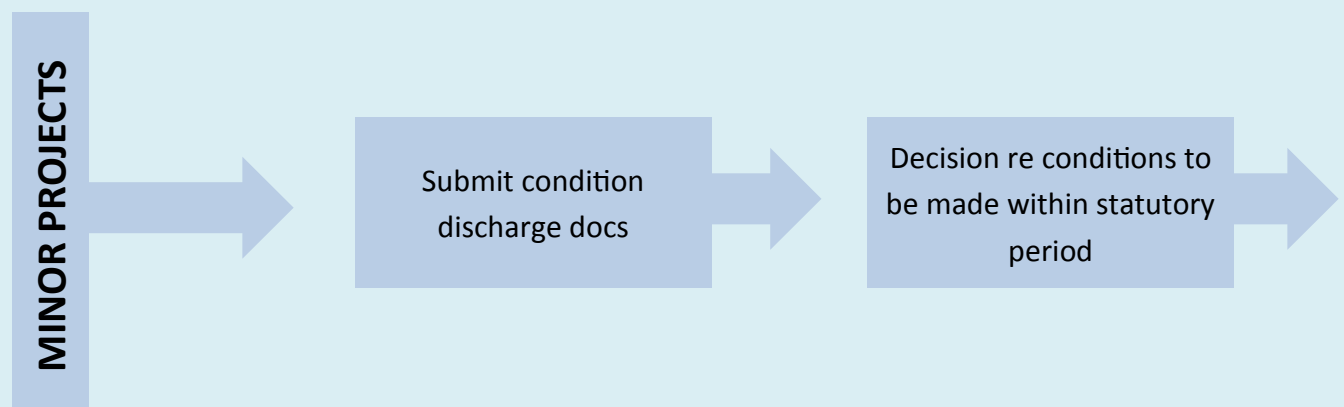 MINOR PROJECTS
Submit condition
discharge docs
Decision re conditions to
be made within statutory
period